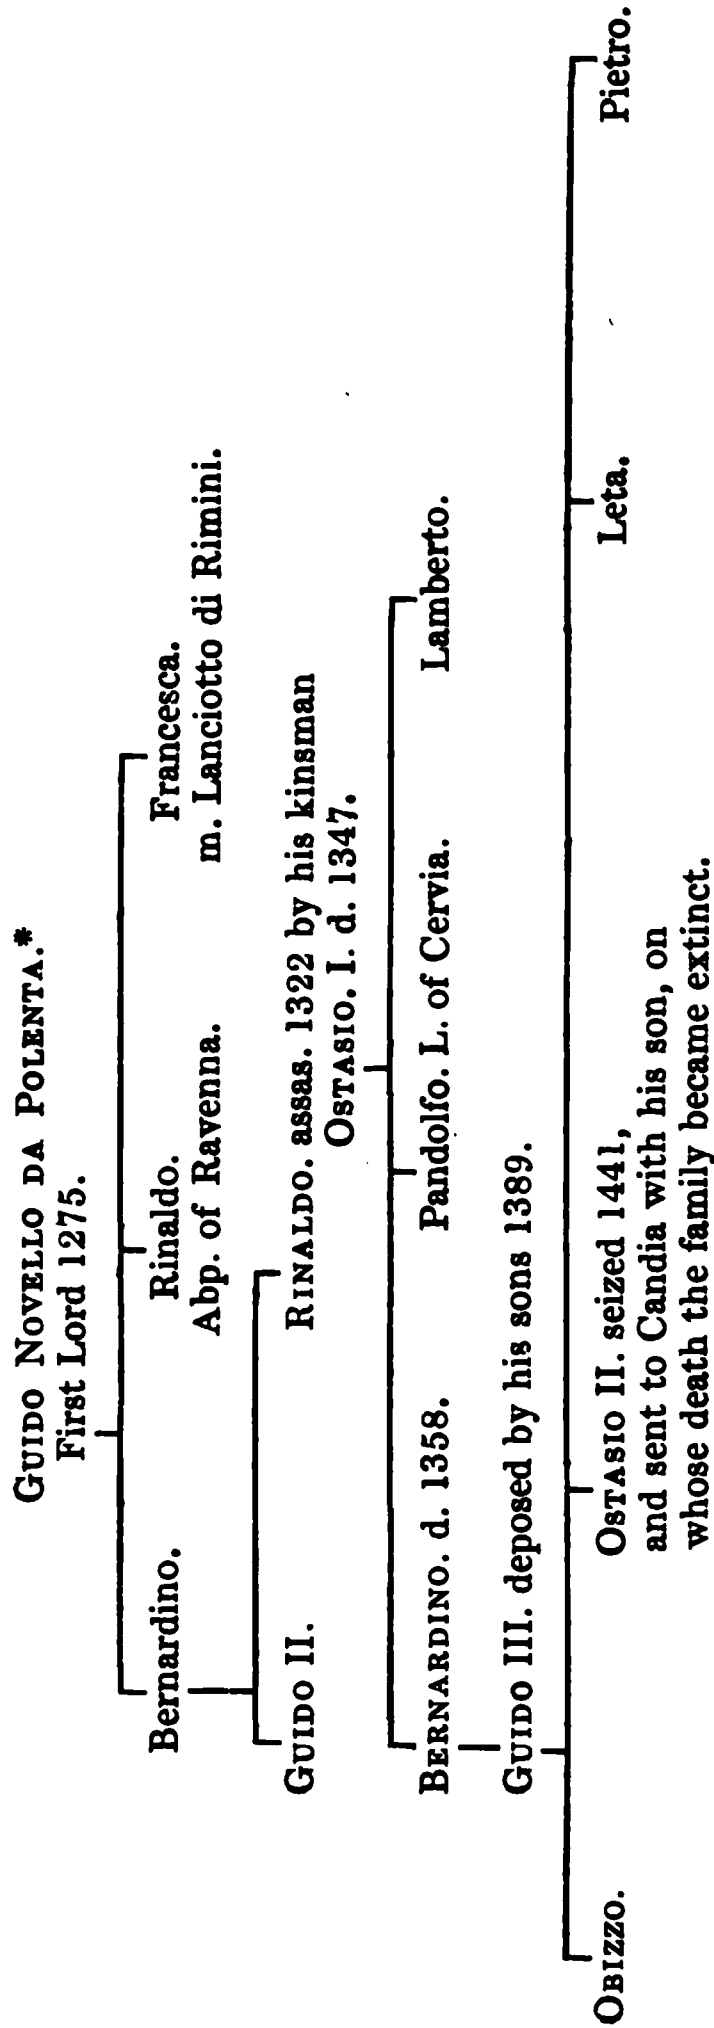 GUIDO NOVELLO DA POLENTA.*
First Lord 1275.
Bernardino.
Rinaldo.
Abp. of Ravenna.
Francesca.
m. Lanciotto di Rimini.
GUIDO II.
RINALDO. assas. 1322 by his kinsman
OSTASIO. I. d. 1347.
BERNARDINO. d. 1358.
Pandolfo. L. of Cervia.
Lamberto.
GUIDO III. deposed by his sons 1389.
OBIZZO.
OSTASIO II. seized 1441,
and sent to Candia with his son, on
whose death the family became extinct.
Leta.
Pietro.